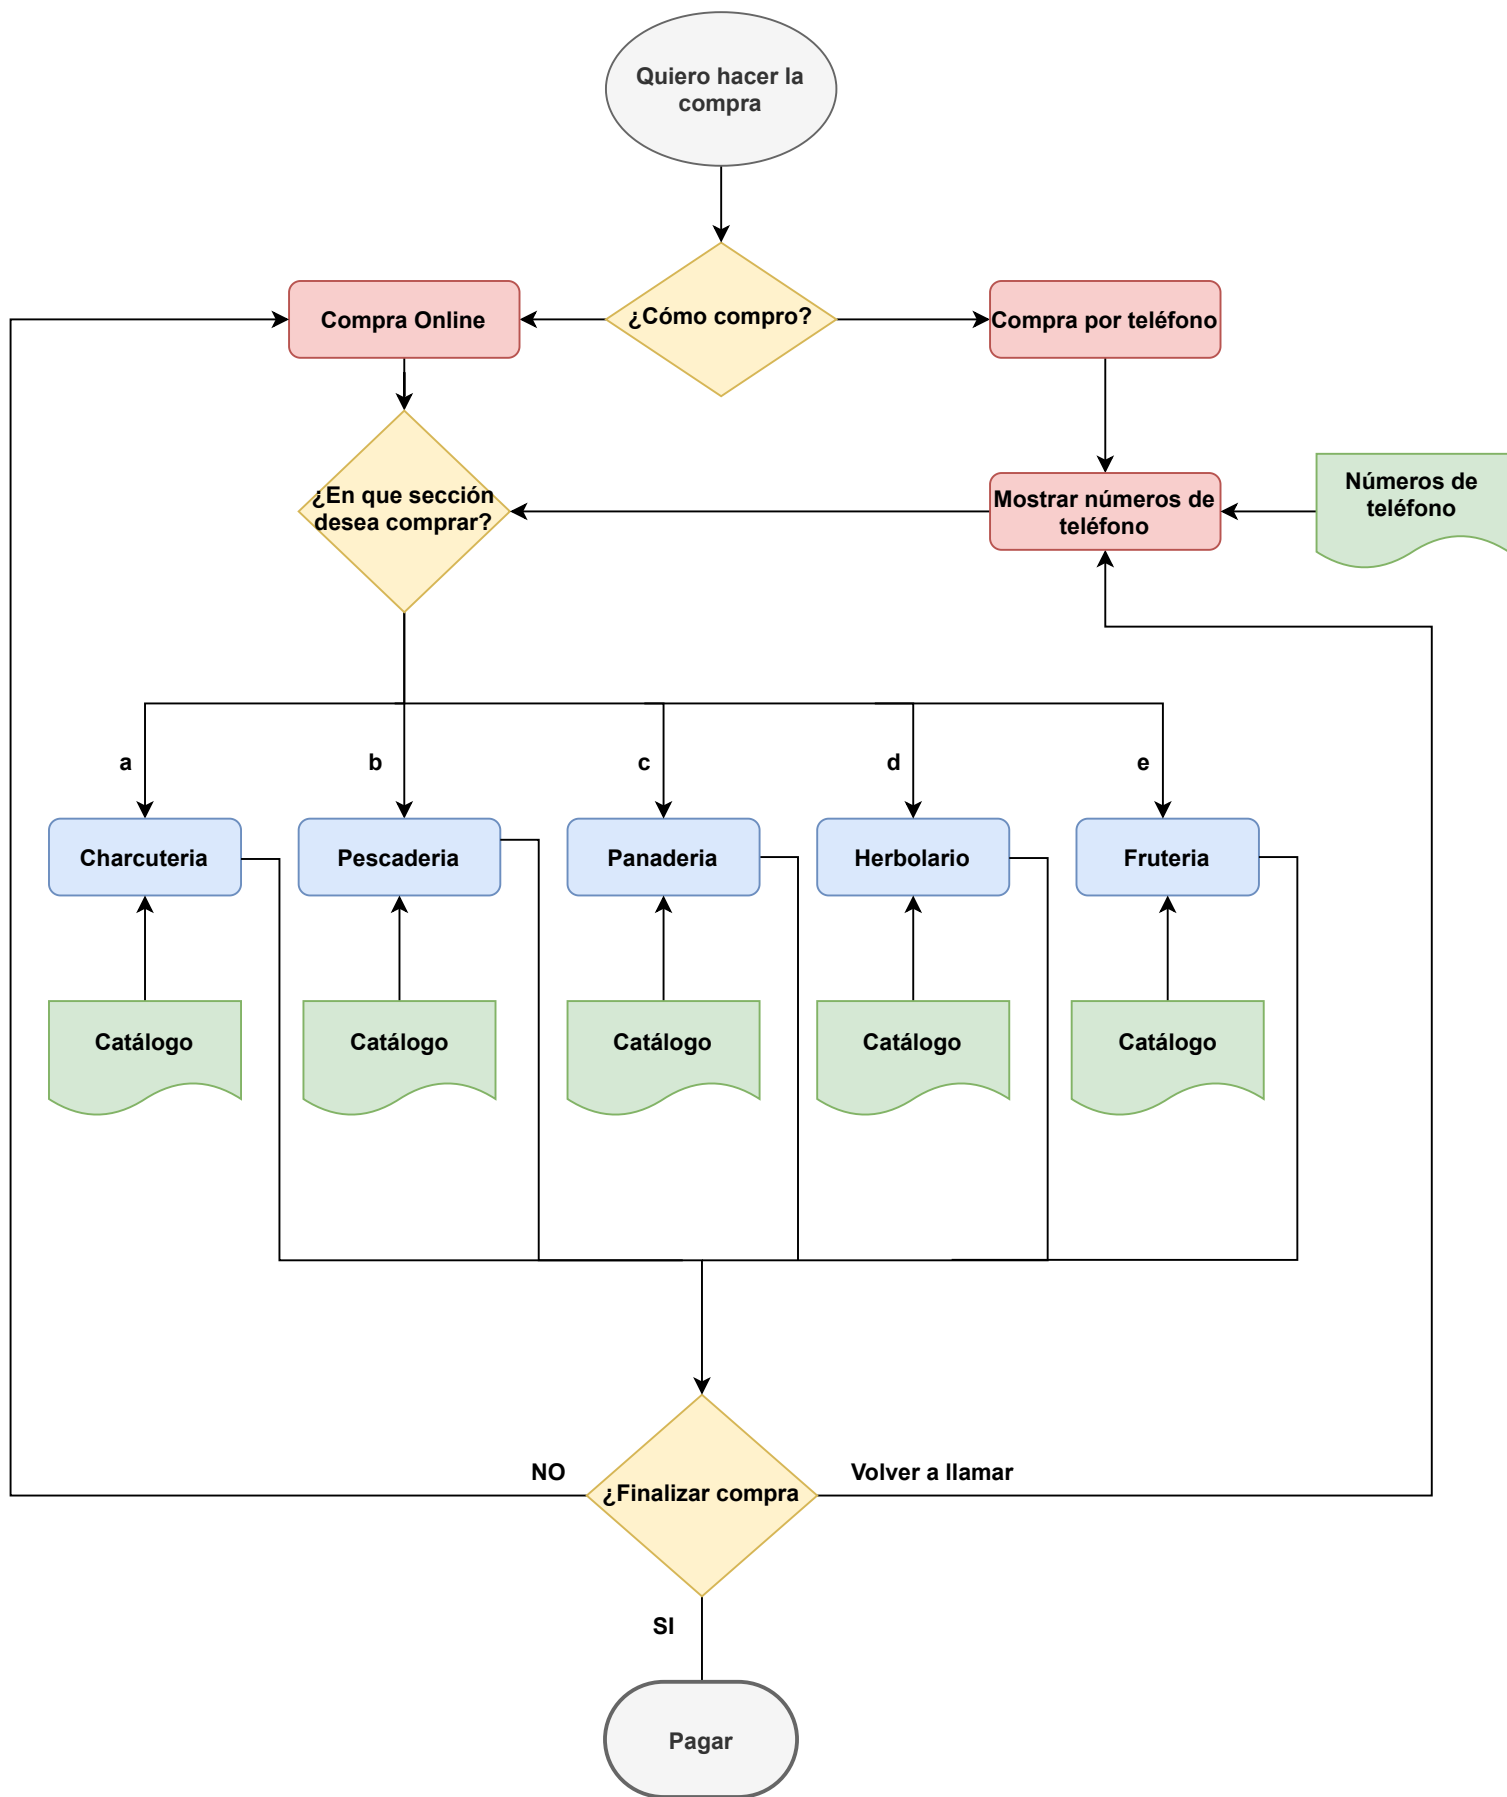 Quiero hacer la
compra
¿Cómo compro?
Compra Online
Compra por teléfono
¿En que sección
desea comprar?
Mostrar números de
teléfono
Números de
teléfono
a
b
c
d
e
Charcuteria
Pescaderia
Panaderia
Herbolario
Fruteria
Catálogo
Catálogo
Catálogo
Catálogo
Catálogo
NO
¿Finalizar compra
Volver a llamar
SI
Pagar